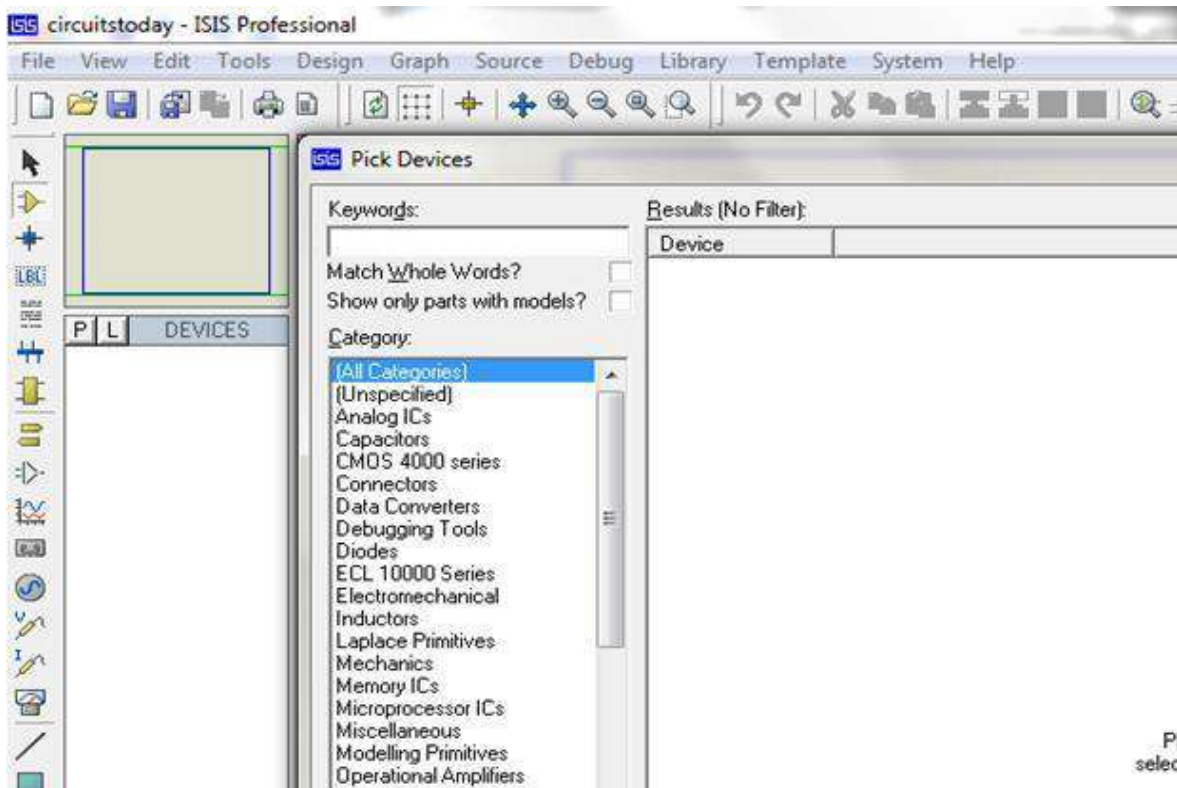 isis circuitstoday - ISIS Professional
File View Edit Tools Design Graph Source Debug Library Template System Help
isis Pick Devices
Keywords:
Results (No Filter):
Device
Match Whole Words?
Show only parts with models?
LBL
P L DEVICES
Category:
(All Categories)
(Unspecified)
Analog ICs
Capacitors
CMOS 4000 series
Connectors
Data Converters
Debugging Tools
Diodes
ECL 10000 Series
Electromechanical
Inductors
Laplace Primitives
Mechanics
Memory ICs
Microprocessor ICs
Miscellaneous
Modelling Primitives
Operational Amplifiers
V
I